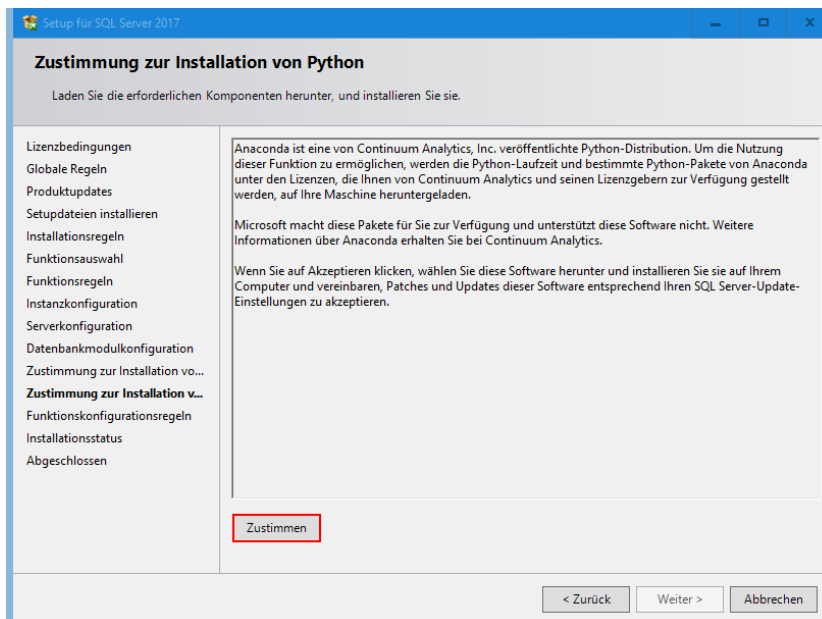 Setup für SQL Server 2017
Zustimmung zur Installation von Python
Laden Sie die erforderlichen Komponenten herunter, und installieren Sie sie.
Lizenzbedingungen
Globale Regeln
Produktupdates
Setupdateien installieren
Installationsregeln
Funktionsauswahl
Funktionsregeln
Instanzkonfiguration
Serverkonfiguration
Datenbankmodulkonfiguration
Zustimmung zur Installation vo...
Zustimmung zur Installation v...
Funktionskonfigurationsregeln
Installationsstatus
Abgeschlossen
Anaconda ist eine von Continuum Analytics, Inc. veröffentlichte Python-Distribution. Um die Nutzung
dieser Funktion zu ermöglichen, werden die Python-Laufzeit und bestimmte Python-Pakete von Anaconda
unter den Lizenzen, die Ihnen von Continuum Analytics und seinen Lizenzgebern zur Verfügung gestellt
werden, auf Ihre Maschine heruntergeladen.
Microsoft macht diese Pakete für Sie zur Verfügung und unterstützt diese Software nicht. Weitere
Informationen über Anaconda erhalten Sie bei Continuum Analytics.
Wenn Sie auf Akzeptieren klicken, wählen Sie diese Software herunter und installieren Sie sie auf Ihrem
Computer und vereinbaren, Patches und Updates dieser Software entsprechend Ihren SQL Server-Update-
Einstellungen zu akzeptieren.
Zustimmen
< Zurück
Weiter >
Abbrechen